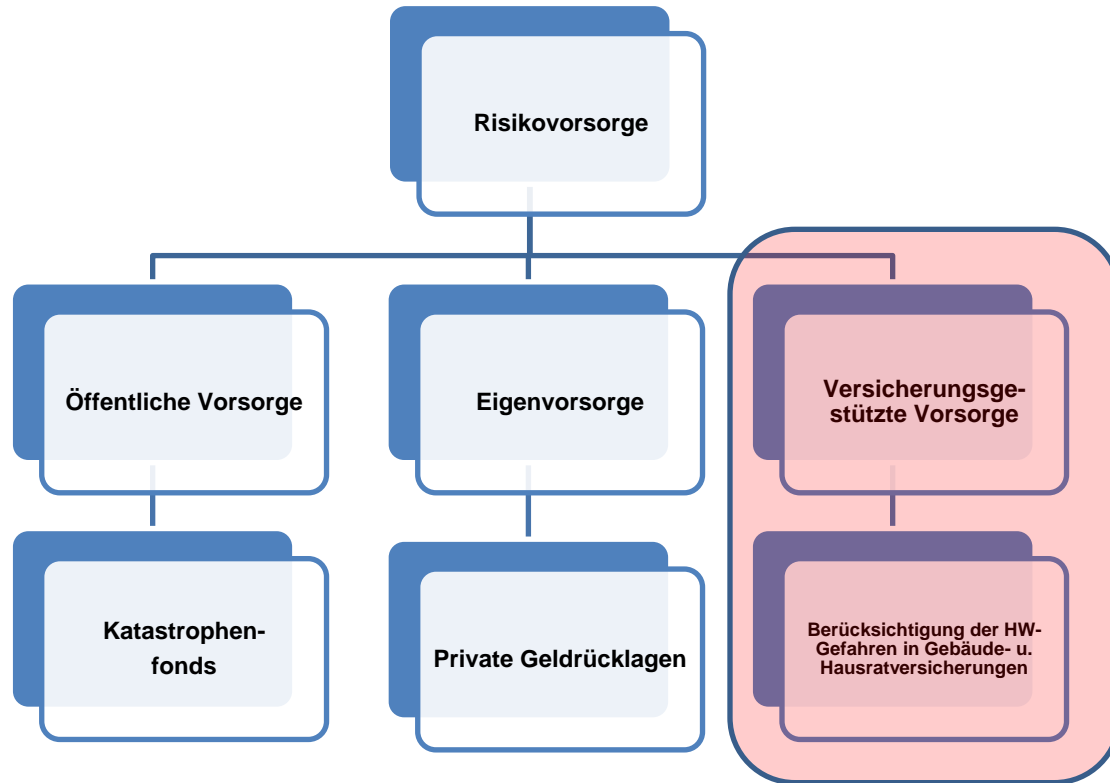 Risikovorsorge
Öffentliche Vorsorge
Eigenvorsorge
Versicherungsge-
stützte Vorsorge
Katastrophen-
fonds
Private Geldrücklagen
Berücksichtigung der HW-
Gefahren in Gebäude- u.
Hausratversicherungen